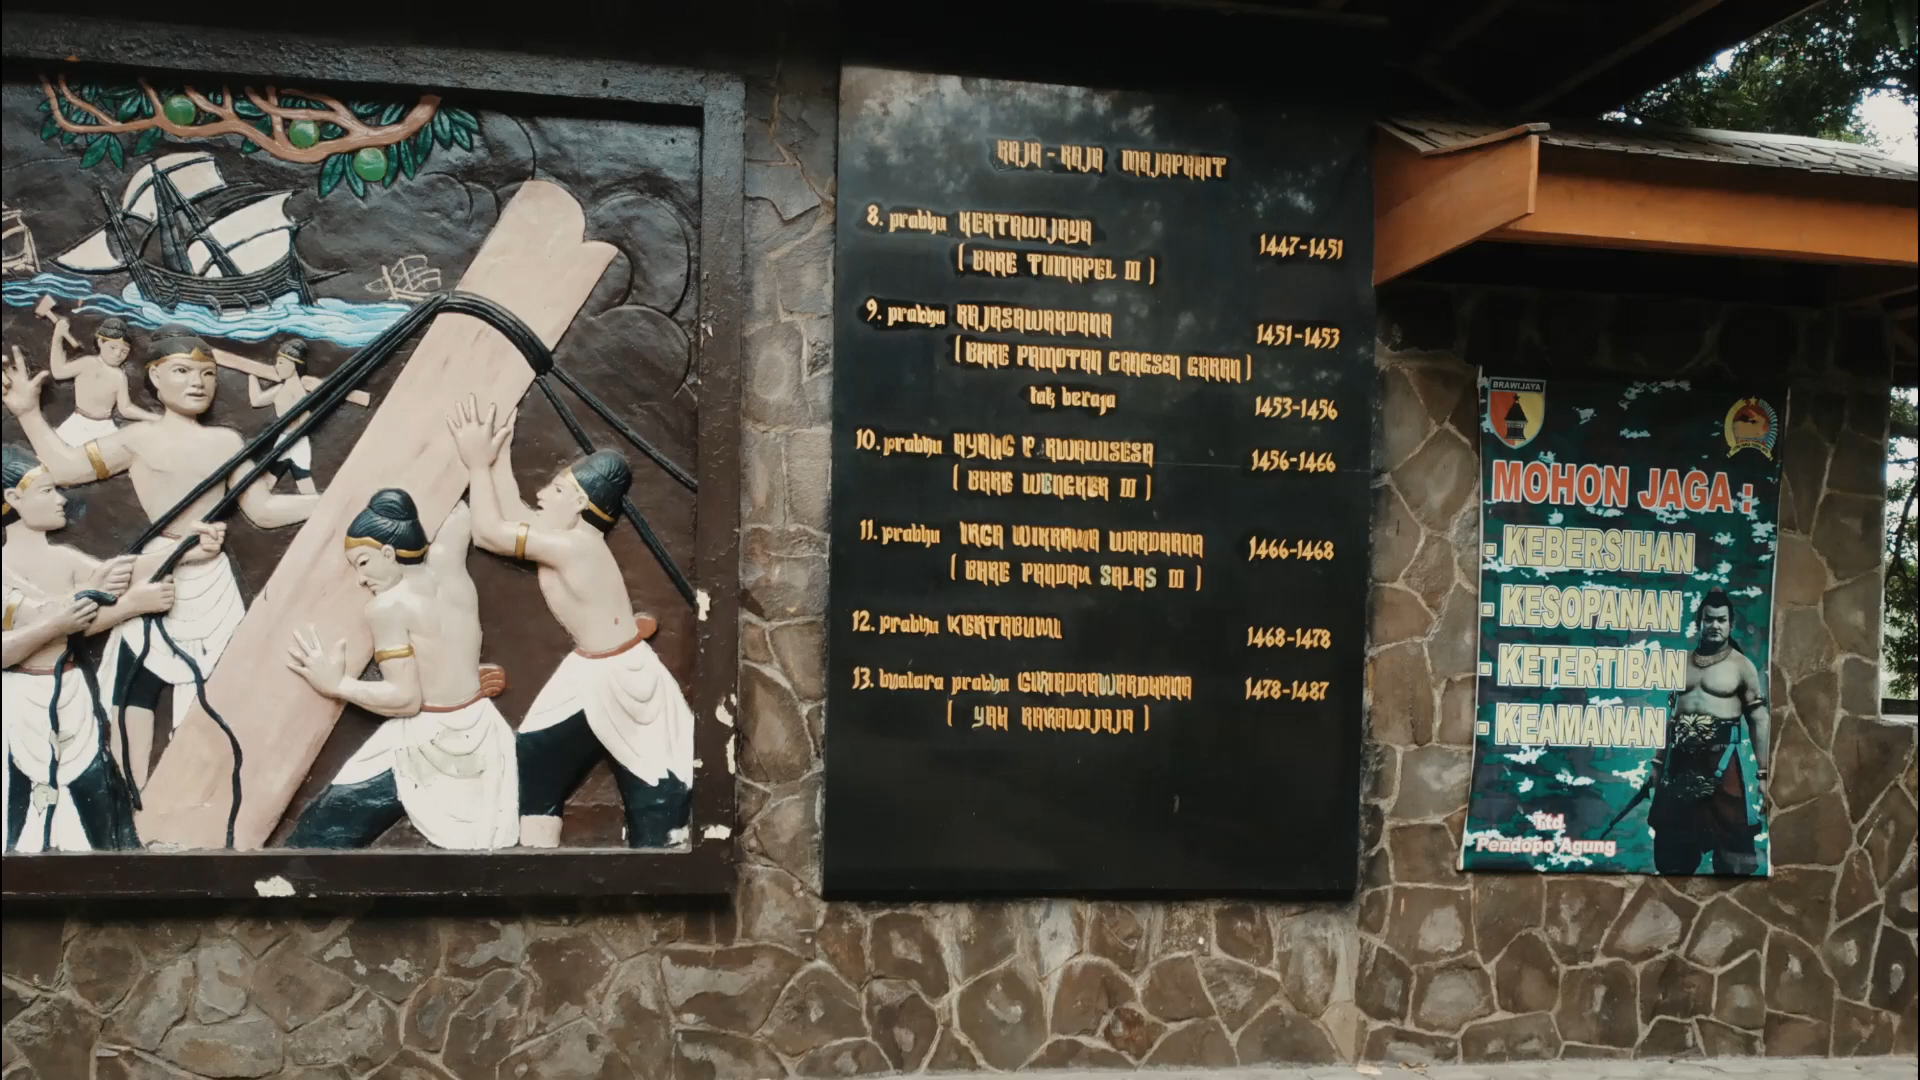 RAJA - RAJA MAJAPAHIT
8. prabhu KERTAWIJAYA 1447-1451
( BHRE TUMAPEL III )
9. prabhu RAJASAWARDANA 1451-1453
( BHRE PAMOTAN
tak beraja 1453-1456
10. prabhu HYANG P RWAWISESA 1456-1466
( BHRE WENGKER III )
11. prabhu WARDHANA 1466-1468
( BHRE PANDAN SALAS III )
12. prabhu KERTABUMI 1468-1478
13. prabhu GIRINDRAWARDHANA 1478-1487
BRAWIJAYA
MOHON JAGA :
- KEBERSIHAN
- KESOPANAN
- KETERTIBAN
- KEAMANAN
Ttd
Pendopo Agung